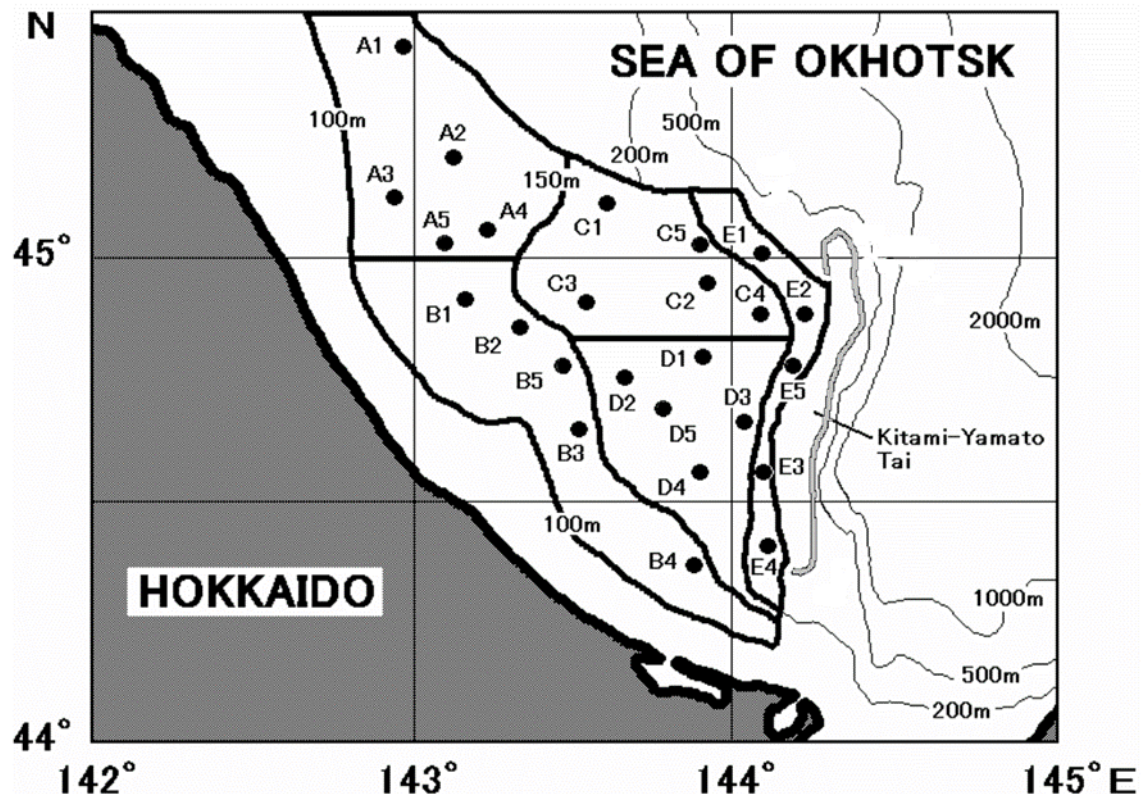 N
A1
SEA OF OKHOTSK
100m
500m
A2
200m
A3
150m
A5
A4
C1
C5
E1
45°
C3
C2
C4
E2
B1
2000m
B2
D1
B5
D2
D3
E5
D5
Kitami-Yamato
Tai
B3
D4
E3
100m
B4
E4
HOKKAIDO
1000m
500m
200m
44°
142°
143°
144°
145°E